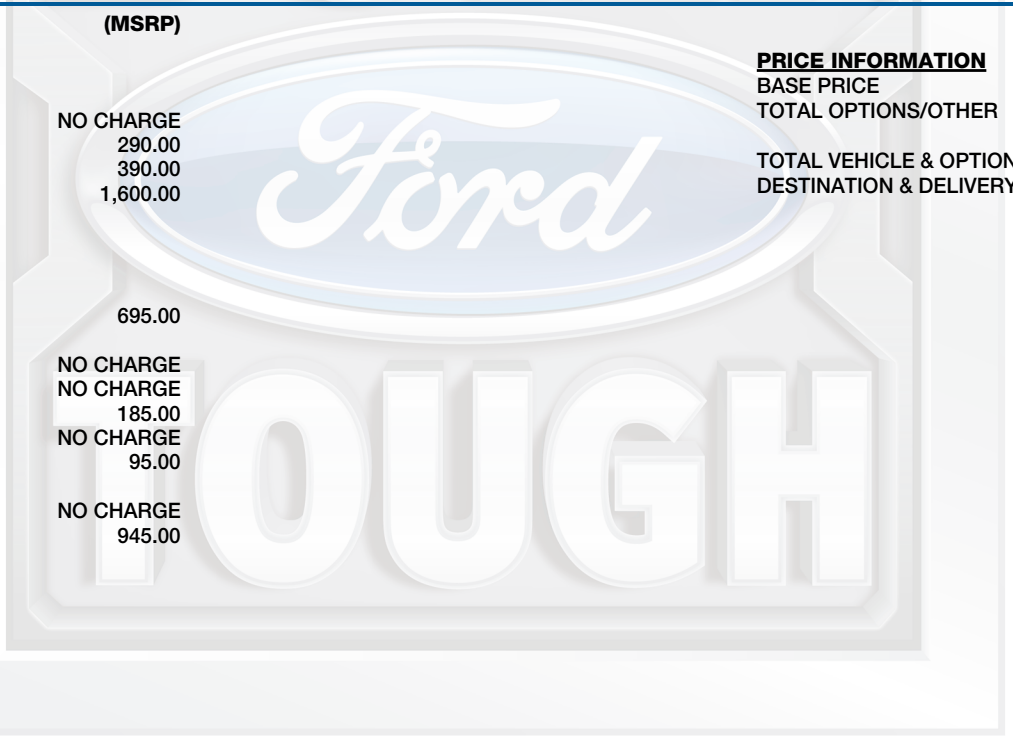 (MSRP)
NO CHARGE
290.00
390.00
1,600.00
695.00
NO CHARGE
NO CHARGE
185.00
NO CHARGE
95.00
NO CHARGE
945.00
PRICE INFORMATION
BASE PRICE
TOTAL OPTIONS/OTHER
TOTAL VEHICLE & OPTION
DESTINATION & DELIVERY
Ford
TOUGH